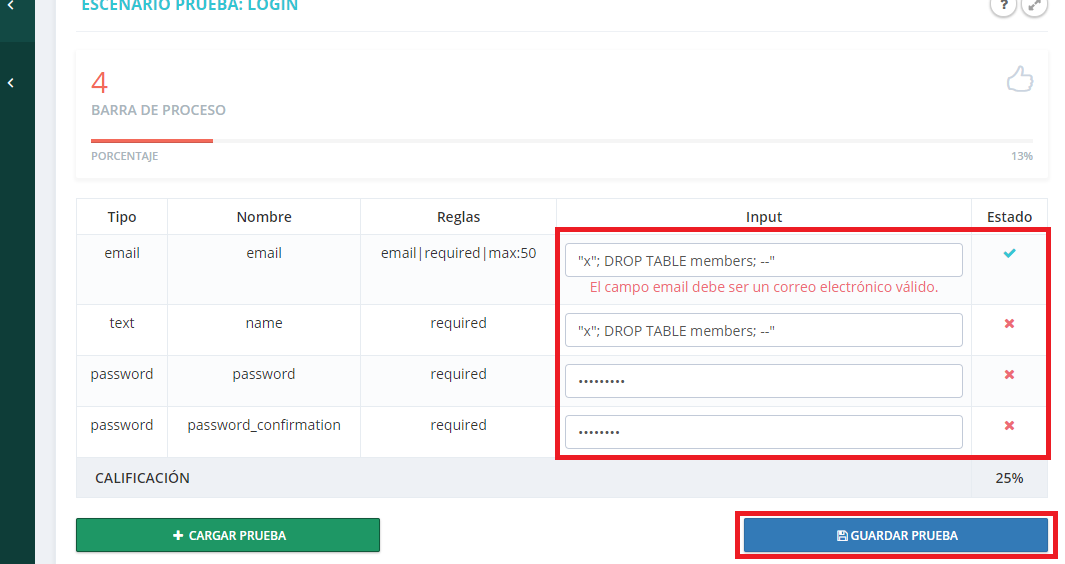 ESCENARIO PRUEBA: LOGIN
?
4
BARRA DE PROCESO
PORCENTAJE 13%
Tipo Nombre Reglas Input Estado
email email email|required|max:50 "x"; DROP TABLE members; --"
El campo email debe ser un correo electrónico válido.
text name required "x"; DROP TABLE members; --"
password password required •••••••••
password password_confirmation required ••••••••
CALIFICACIÓN 25%
CARGAR PRUEBA GUARDAR PRUEBA